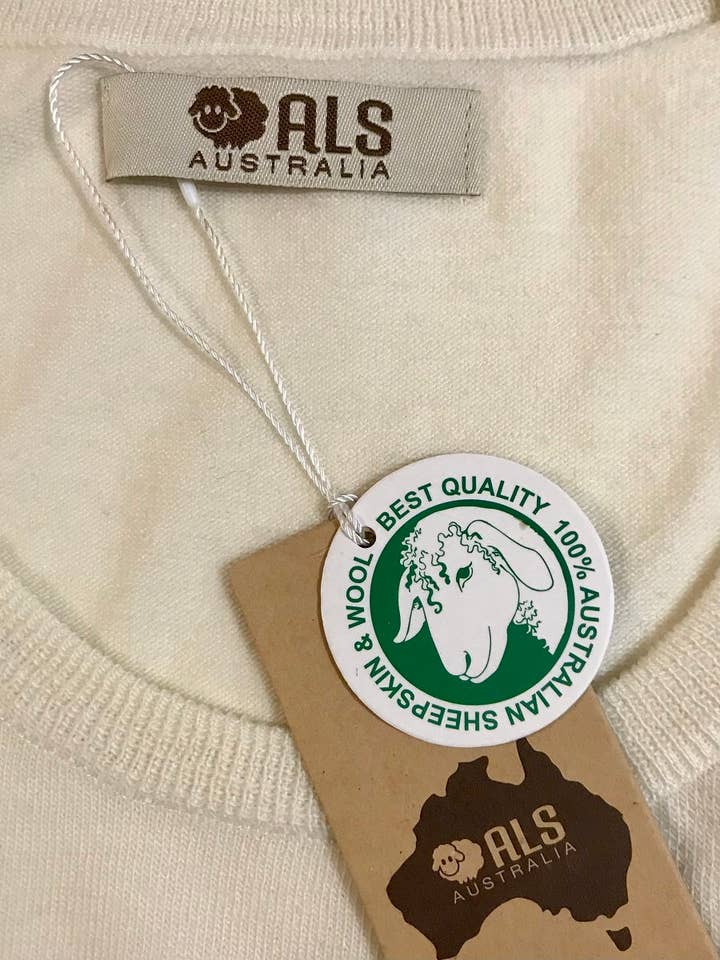 ALS
AUSTRALIA
BEST QUALITY 100% AUSTRALIAN SHEEPSKIN & WOOL
ALS
AUSTRALIA